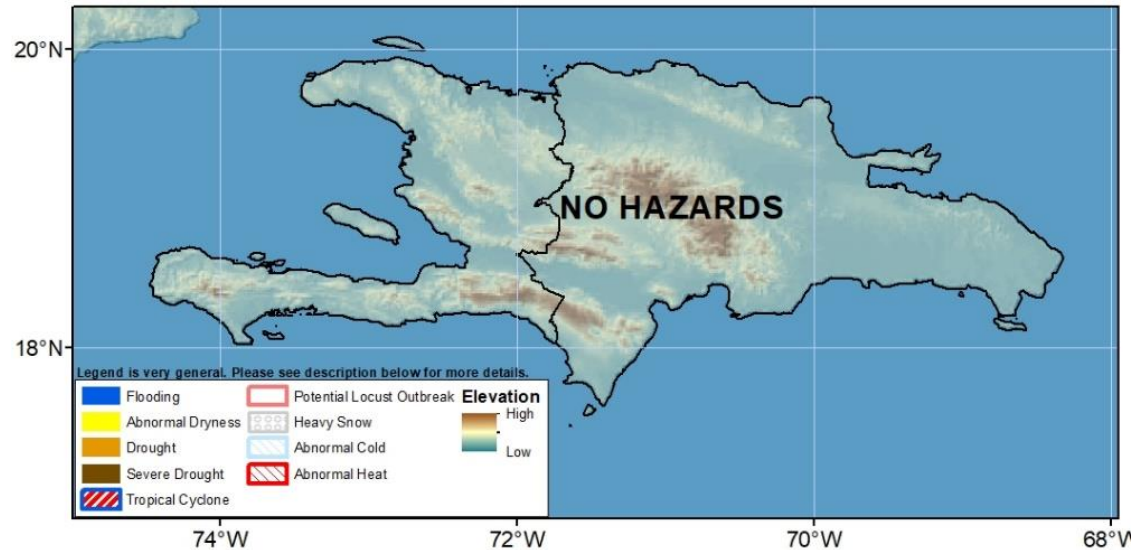 20°N
NO HAZARDS
18°N
Legend is very general. Please see description below for more details.
Flooding
Abnormal Dryness
Drought
Severe Drought
Tropical Cyclone
Potential Locust Outbreak
Heavy Snow
Abnormal Cold
Abnormal Heat
Elevation
High
Low
74°W
72°W
70°W
68°W